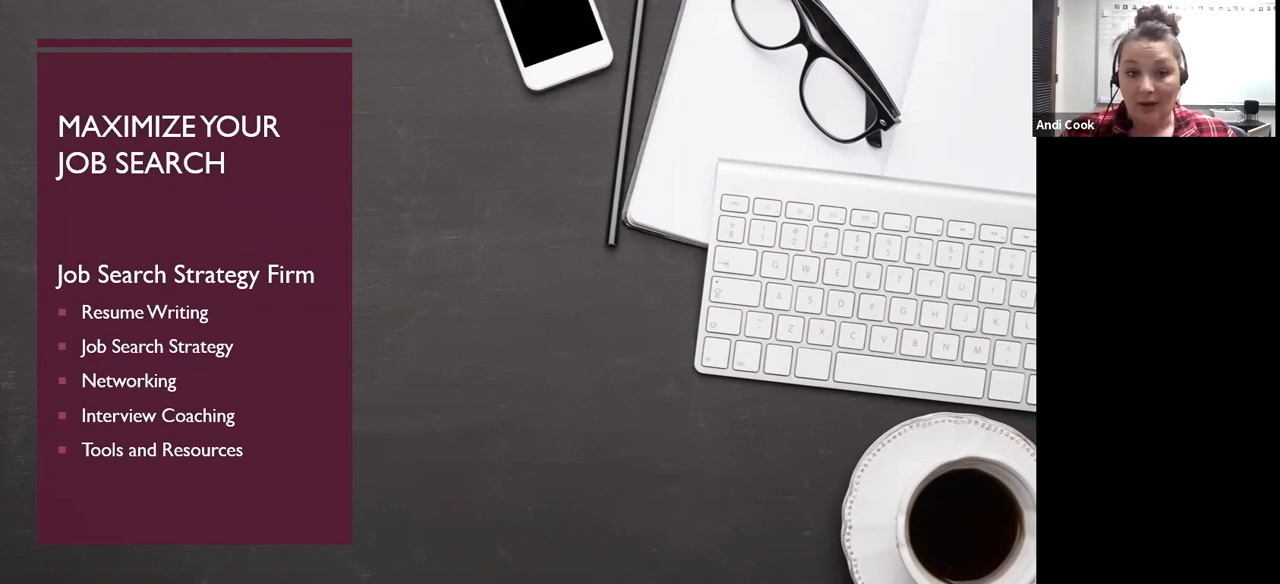 MAXIMIZE YOUR
JOB SEARCH
Job Search Strategy Firm
Resume Writing
Job Search Strategy
Networking
Interview Coaching
Tools and Resources
Andi Cook